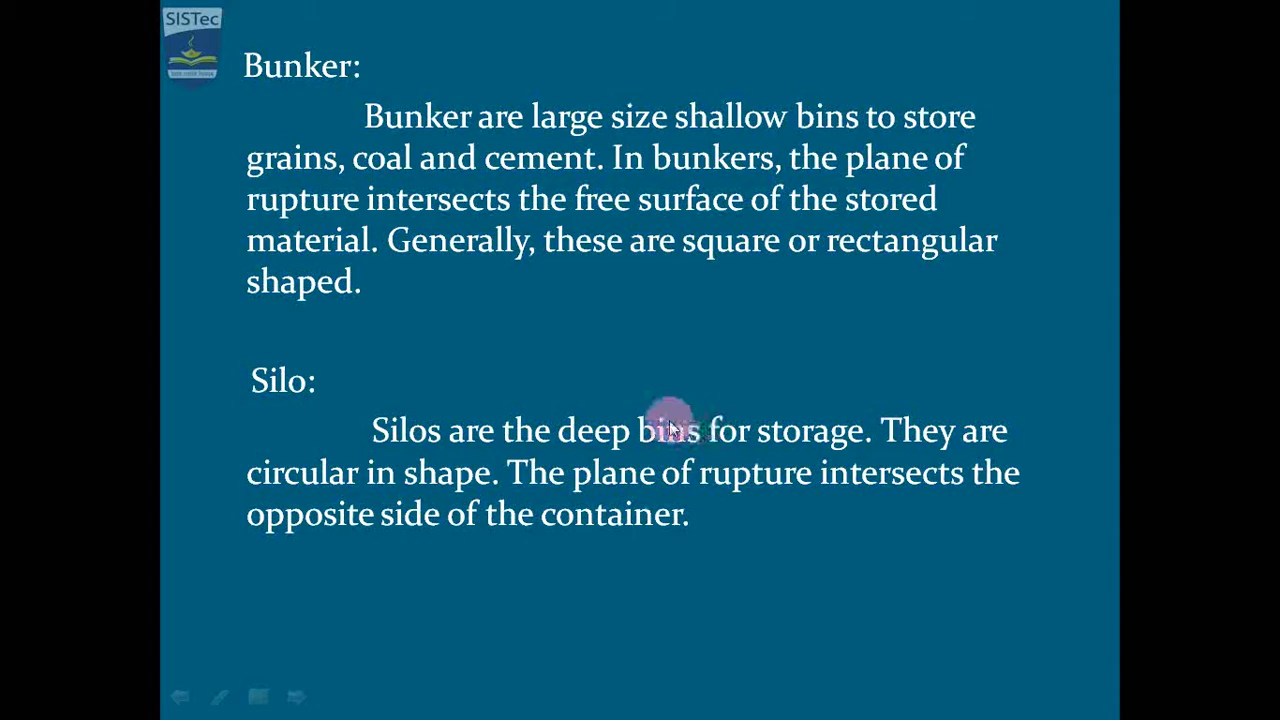 SISTec
Bunker:
Bunker are large size shallow bins to store
grains, coal and cement. In bunkers, the plane of
rupture intersects the free surface of the stored
material. Generally, these are square or rectangular
shaped.
Silo:
Silos are the deep bins for storage. They are
circular in shape. The plane of rupture intersects the
opposite side of the container.